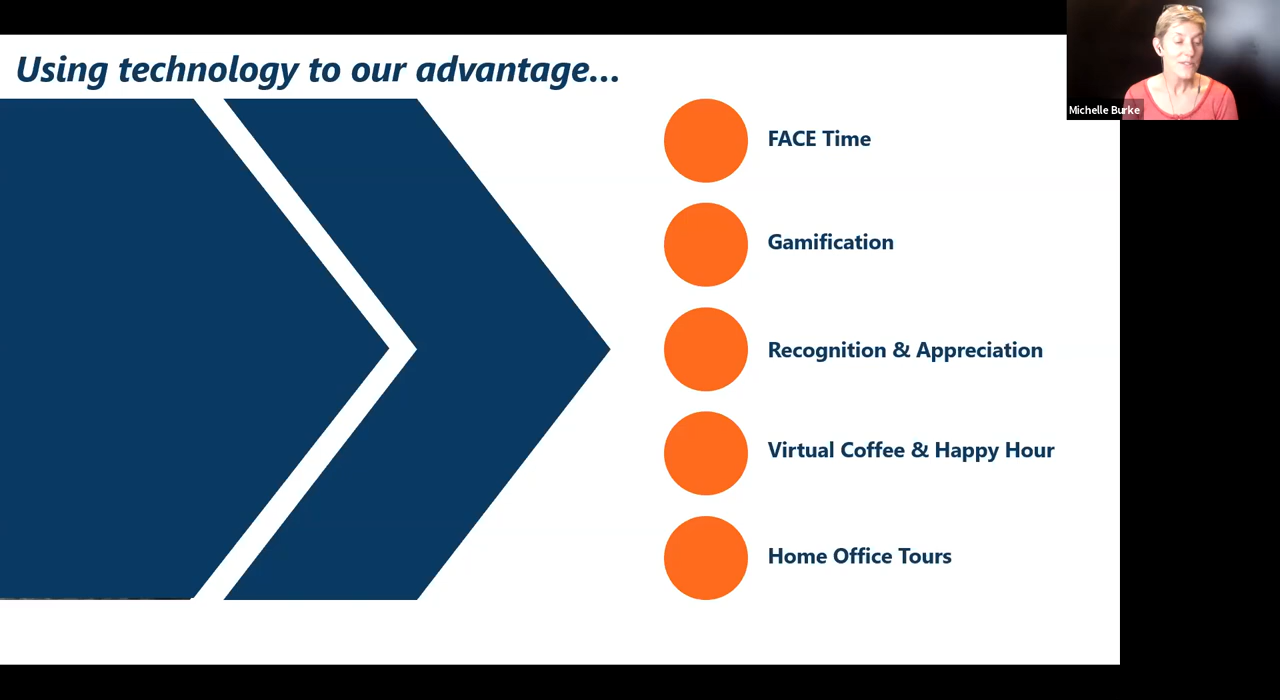 Using technology to our advantage...
Michelle Burke
FACE Time
Gamification
Recognition & Appreciation
Virtual Coffee & Happy Hour
Home Office Tours